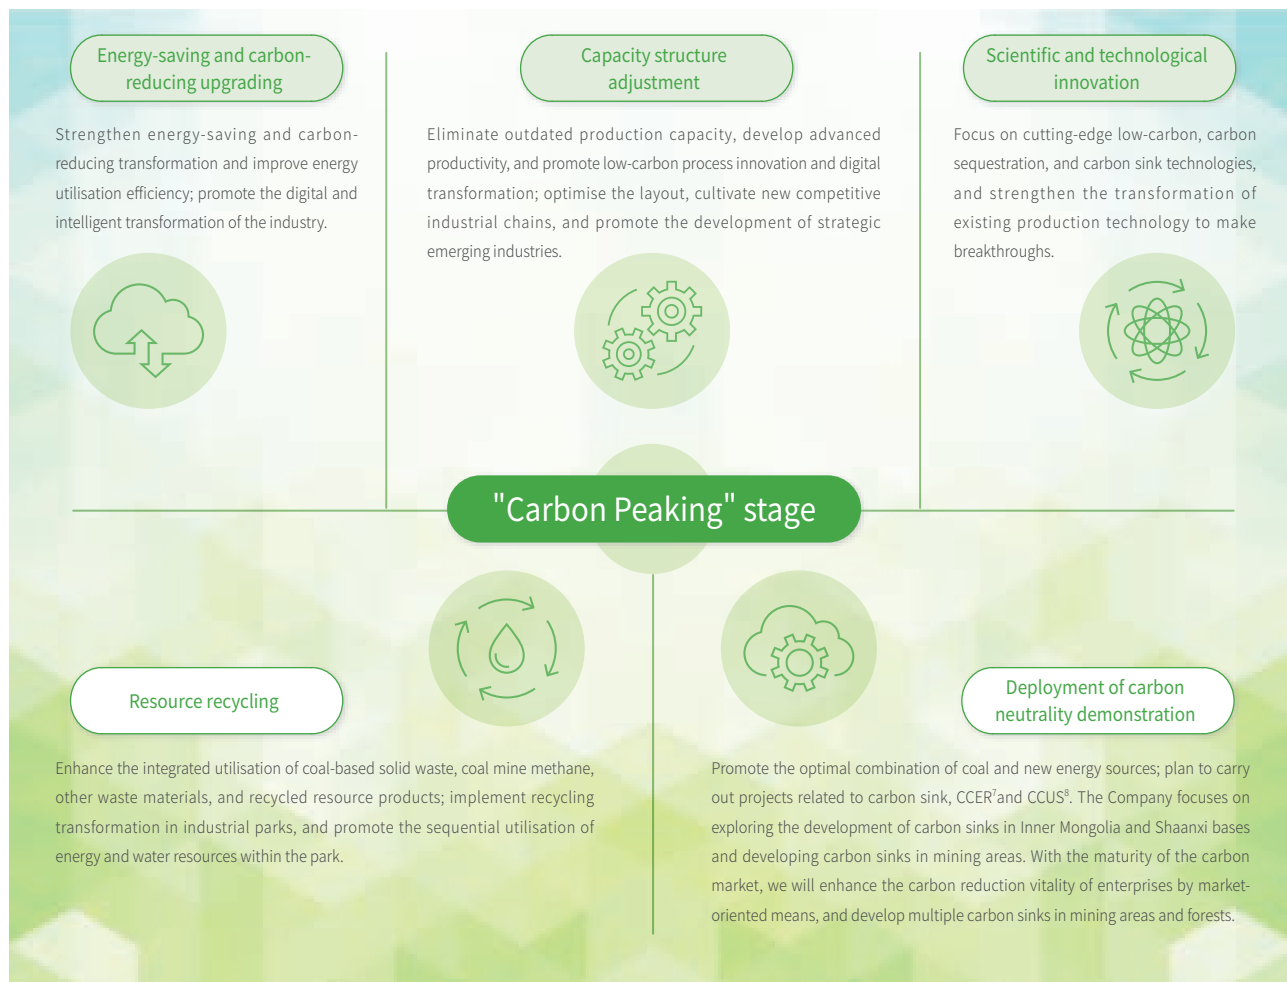 Energy-saving and carbon-
reducing upgrading
Strengthen energy-saving and carbon-
reducing transformation and improve energy
utilisation efficiency; promote the digital and
intelligent transformation of the industry.
Capacity structure
adjustment
Eliminate outdated production capacity, develop advanced
productivity, and promote low-carbon process innovation and digital
transformation; optimise the layout, cultivate new competitive
industrial chains, and promote the development of strategic
emerging industries.
Scientific and technological
innovation
Focus on cutting-edge low-carbon, carbon
sequestration, and carbon sink technologies,
and strengthen the transformation of
existing production technology to make
breakthroughs.
"Carbon Peaking" stage
Resource recycling
Enhance the integrated utilisation of coal-based solid waste, coal mine methane,
other waste materials, and recycled resource products; implement recycling
transformation in industrial parks, and promote the sequential utilisation of
energy and water resources within the park.
Deployment of carbon
neutrality demonstration
Promote the optimal combination of coal and new energy sources; plan to carry
out projects related to carbon sink, CCER⁷and CCUS⁸. The Company focuses on
exploring the development of carbon sinks in Inner Mongolia and Shaanxi bases
and developing carbon sinks in mining areas. With the maturity of the carbon
market, we will enhance the carbon reduction vitality of enterprises by market-
oriented means, and develop multiple carbon sinks in mining areas and forests.